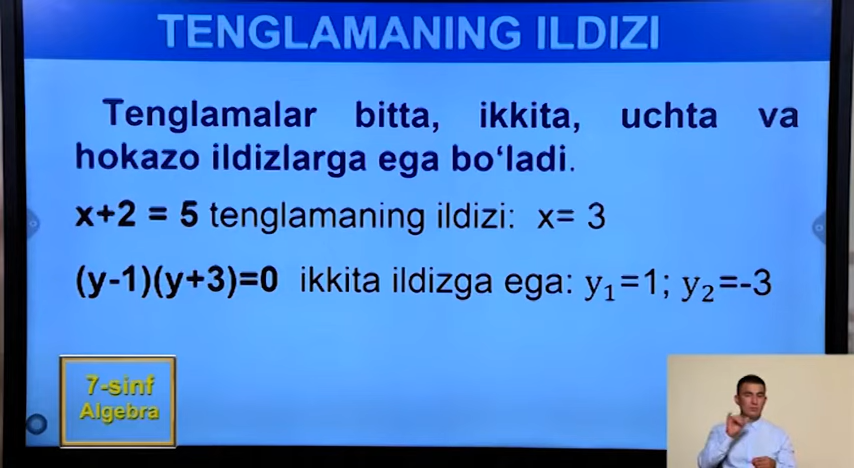 TENGLAMANING ILDIZI
Tenglamalar bitta, ikkita, uchta va
hokazo ildizlarga ega bo‘ladi.
x+2 = 5 tenglamaning ildizi: x= 3
(y-1)(y+3)=0 ikkita ildizga ega: y₁=1; y₂=-3
7-sinf
Algebra